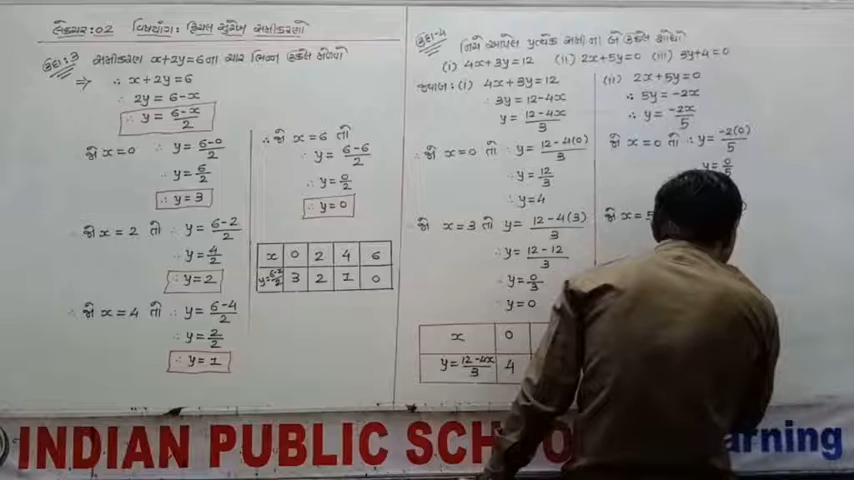 લેક્ચર: 02 વિષયાંગ: દ્વિચલ સુરેખ સમીકરણો
ઉદા:3 સમીકરણ x+2y=6 ના ચાર ભિન્ન ઉકેલ મેળવો
⇒ ∴ x+2y=6
∴ 2y=6-x
∴ y = 6-x/2
જો x=0 ∴ y = 6-0/2
∴ y = 6/2
∴ y = 3
જો x=2 તો ∴ y = 6-2/2
∴ y = 4/2
∴ y = 2
જો x=4 તો ∴ y = 6-4/2
∴ y = 2/2
∴ y = 1
∴ જો x=6 તો
∴ y = 6-6/2
∴ y = 0/2
∴ y = 0
x 0 2 4 6
3 2 1 0
ઉદા-4 નિચે આપેલ પ્રત્યેક સમી ના બે ઉકેલ શોધો
(i) 4x+3y=12 (ii) 2x+5y=0 (iii) 3y+4=0
જવાબ: (i) 4x+3y=12
∴ 3y=12-4x
y = 12-4x/3
∴ જો x=0 તો ∴ y = 12-4(0)/3
∴ y = 12/3
∴ y = 4
જો x=3 તો y = 12-4(3)/3
∴ y = 12-12/3
∴ y = 0/3
∴ y = 0
x 0
y = 12-4x/3 4
(ii) 2x+5y=0
∴ 5y=-2x
∴ y = -2x/5
જો x=0 તો ∴ y = -2(0)/5
y = 0/5
જો x=5
INDIAN PUBLIC SCH